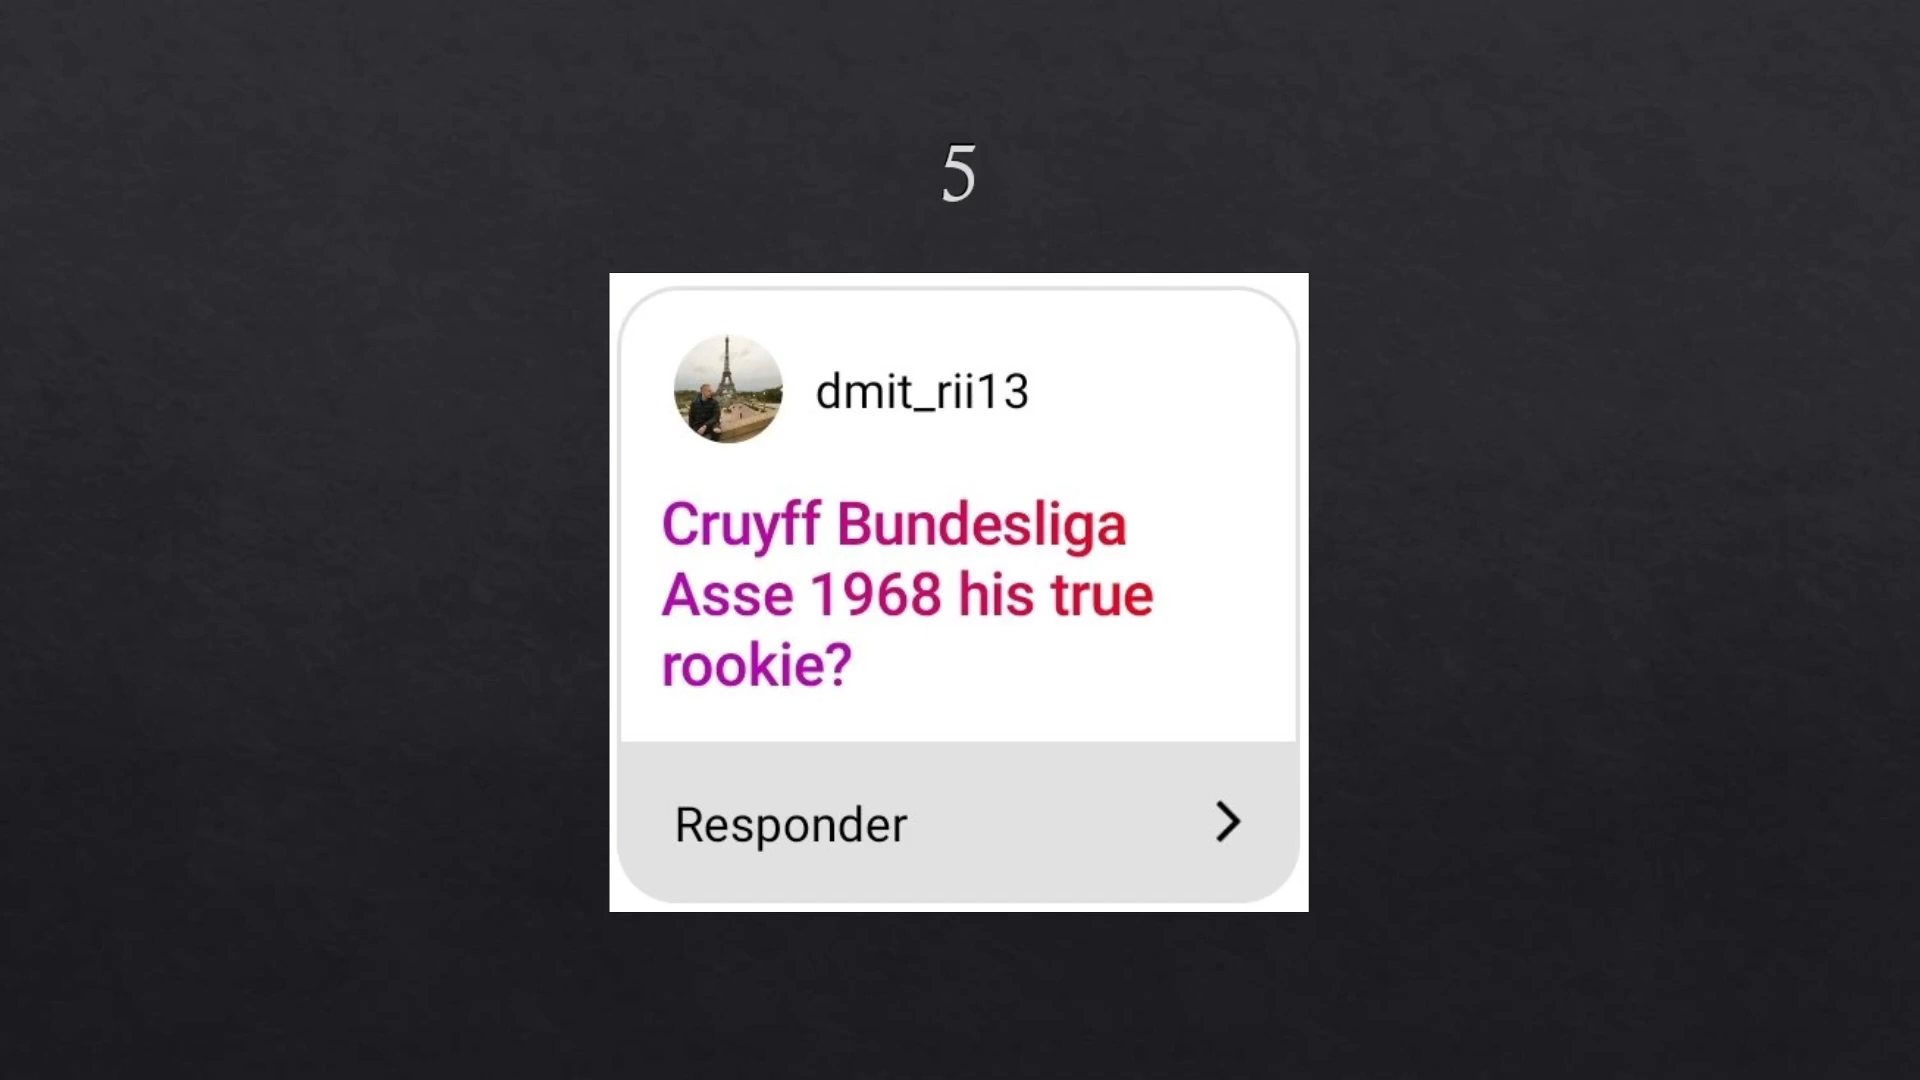 5
dmit_rii13
Cruyff Bundesliga
Asse 1968 his true
rookie?
Responder